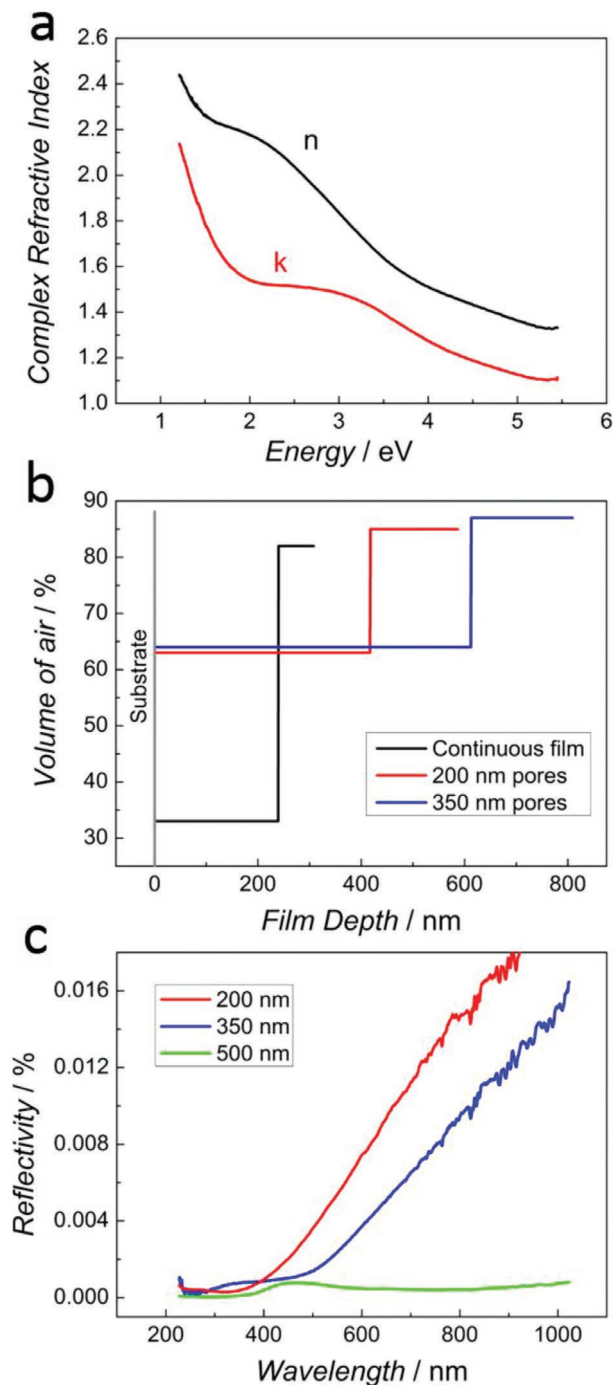 a
2.6
2.4
2.2
2.0
1.8
1.6
1.4
1.2
1.0
Complex Refractive Index
n
k
1 2 3 4 5 6
Energy / eV
b
90
80
70
60
50
40
30
Volume of air / %
Substrate
Continuous film
200 nm pores
350 nm pores
0 200 400 600 800
Film Depth / nm
c
0.016
0.012
0.008
0.004
0.000
Reflectivity / %
200 nm
350 nm
500 nm
200 400 600 800 1000
Wavelength / nm